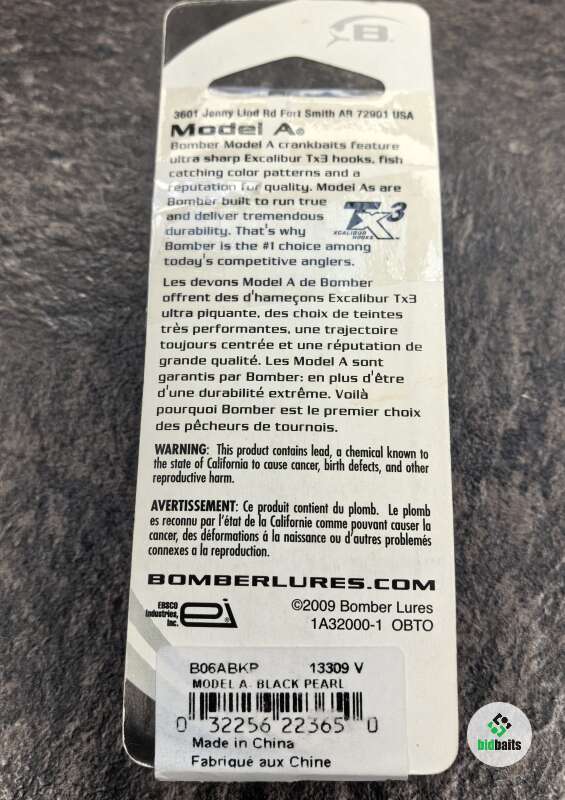 B
3601 Jenny Lind Rd Fort Smith AR 72901 USA
Model A®
Bomber Model A crankbaits feature
ultra sharp Excalibur Tx3 hooks, fish
catching color patterns and a
reputation for quality. Model As are
Bomber built to run true
and deliver tremendous
durability. That's why
Bomber is the #1 choice among
today's competitive anglers.
Tx3™
XCALIBUR
HOOKS
Les devons Model A de Bomber
offrent des d'hameçons Excalibur Tx3
ultra piquante, des choix de teintes
très performantes, une trajectoire
toujours centrée et une réputation de
grande qualité. Les Model A sont
garantis par Bomber: en plus d'être
d'une durabilité extrême. Voilà
pourquoi Bomber est le premier choix
des pêcheurs de tournois.
WARNING: This product contains lead, a chemical known to
the state of California to cause cancer, birth defects, and other
reproductive harm.
AVERTISSEMENT: Ce produit contient du plomb. Le plomb
es reconnu par l'état de la Californie comme pouvant causer la
cancer, des déformations á la naissance ou d'autres problemés
connexes a la reproduction.
BOMBERLURES.COM
EBSCO
Industries,
Inc.
ei®
©2009 Bomber Lures
1A32000-1 OBTO
B06ABKP 13309 V
MODEL A- BLACK PEARL
0 32256 22365 0
Made in China
Fabriqué aux Chine
bidbaits